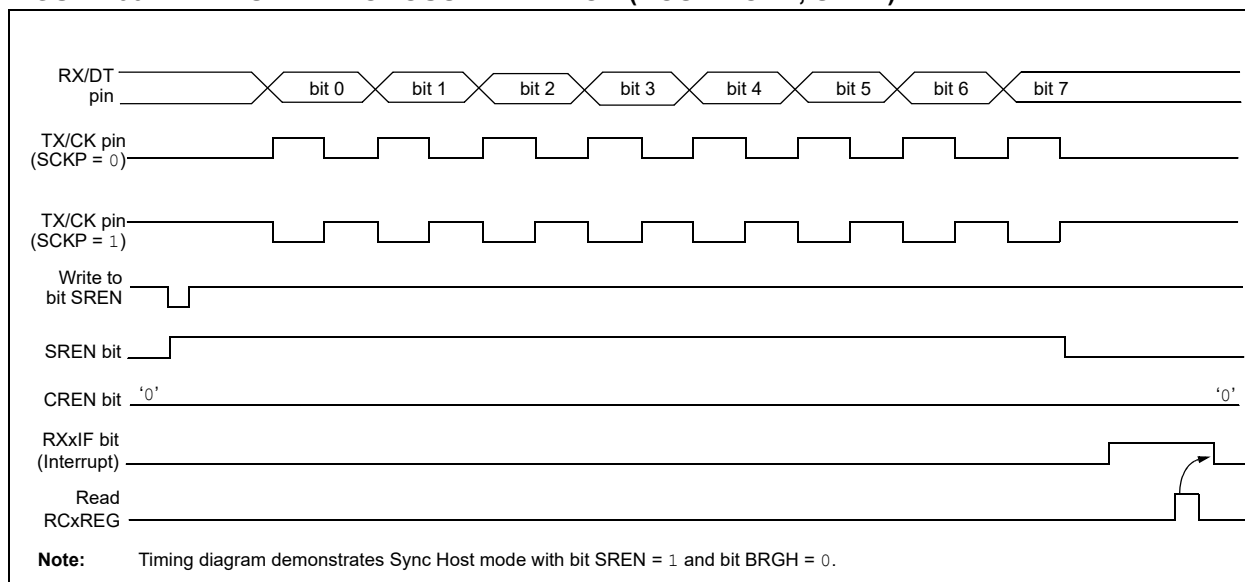 RX/DT
pin
bit 0 bit 1 bit 2 bit 3 bit 4 bit 5 bit 6 bit 7
TX/CK pin
(SCKP = 0)
TX/CK pin
(SCKP = 1)
Write to
bit SREN
SREN bit
CREN bit '0' '0'
RXxIF bit
(Interrupt)
Read
RCxREG
Note: Timing diagram demonstrates Sync Host mode with bit SREN = 1 and bit BRGH = 0.